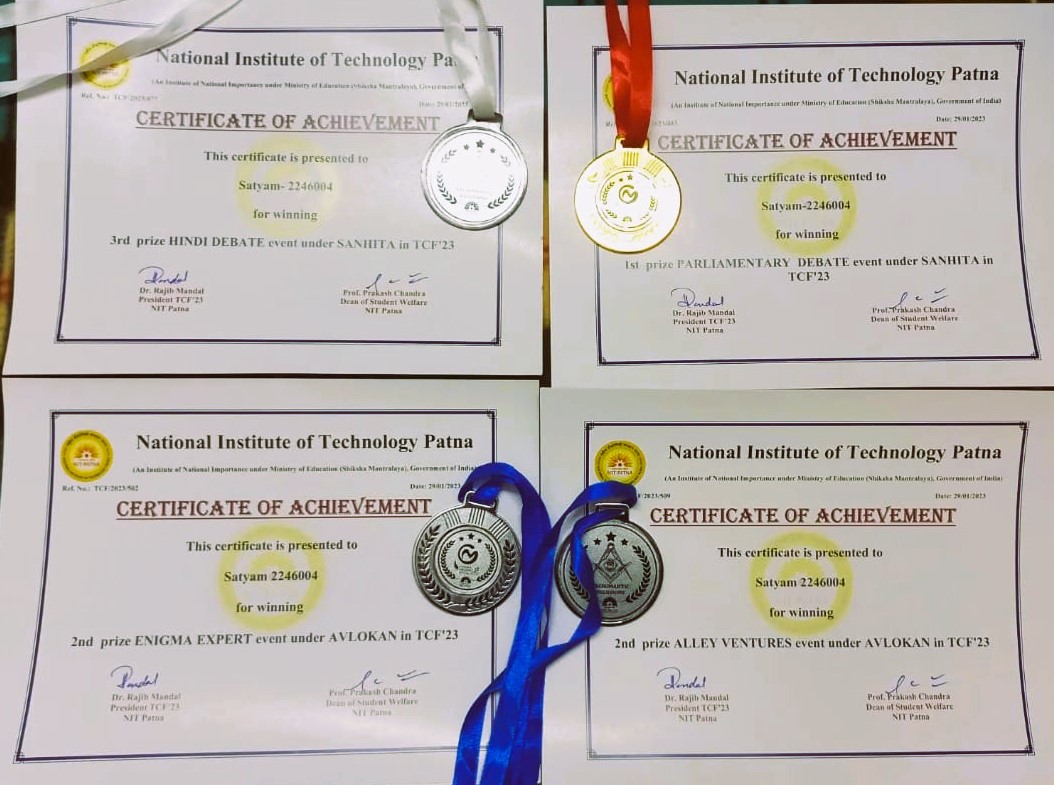 National Institute of Technology Pa
(An Institute of National Importance under Ministry of Education (Shiksha Mantralaya), Government of
Ref. No.: TCF/2023/477
Date: 29/01/
CERTIFICATE OF ACHIEVEMENT
This certificate is presented to
Satyam- 2246004
for winning
3rd prize HINDI DEBATE event under SANHITA in TCF'23
Dr. Rajib Mandal
President TCF'23
NIT Patna
Prof. Prakash Chandra
Dean of Student Welfare
NIT Patna
National Institute of Technology Patna
(An Institute of National Importance under Ministry of Education (Shiksha Mantralaya), Government of India)
Date: 29/01/2023
CERTIFICATE OF ACHIEVEMENT
This certificate is presented to
Satyam-2246004
for winning
1st prize PARLIAMENTARY DEBATE event under SANHITA in
TCF'23
Dr. Rajib Mandal
President TCF'23
NIT Patna
Prof. Prakash Chandra
Dean of Student Welfare
NIT Patna
National Institute of Technology Patna
(An Institute of National Importance under Ministry of Education (Shiksha Mantralaya), Government of India
Ref. No.: TCF/2023/502
Date: 29/01/
CERTIFICATE OF ACHIEVEMENT
This certificate is presented to
Satyam 2246004
for winning
2nd prize ENIGMA EXPERT event under AVLOKAN in TCF'23
Dr. Rajib Mandal
President TCF'23
NIT Patna
Prof. Prakash Chandra
Dean of Student Welfare
NIT Patna
National Institute of Technology Patna
(An Institute of National Importance under Ministry of Education (Shiksha Mantralaya), Government of India)
F/2023/509
Date: 29/01/2023
CERTIFICATE OF ACHIEVEMENT
This certificate is presented to
Satyam 2246004
for winning
2nd prize ALLEY VENTURES event under AVLOKAN in TCF'23
Dr. Rajib Mandal
President TCF'23
NIT Patna
Prof. Prakash Chandra
Dean of Student Welfare
NIT Patna